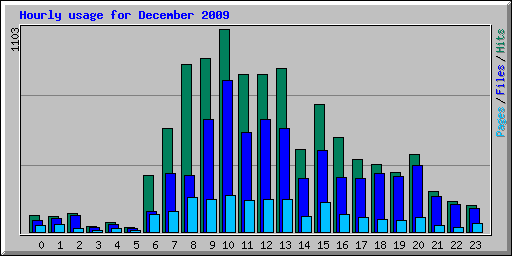 Hourly usage for December 2009
1103
Pages/Files/Hits
0 1 2 3 4 5 6 7 8 9 10 11 12 13 14 15 16 17 18 19 20 21 22 23